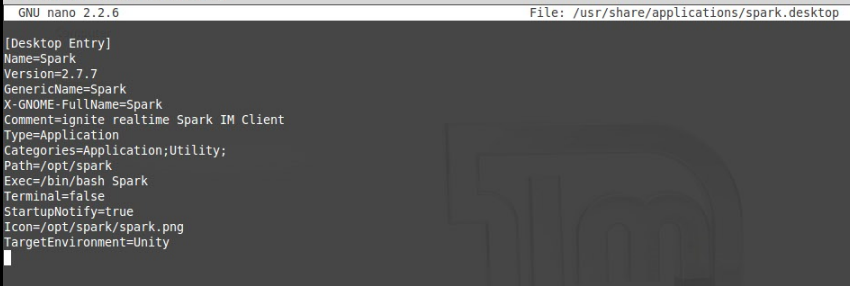 GNU nano 2.2.6 File: /usr/share/applications/spark.desktop
[Desktop Entry]
Name=Spark
Version=2.7.7
GenericName=Spark
X-GNOME-FullName=Spark
Comment=ignite realtime Spark IM Client
Type=Application
Categories=Application;Utility;
Path=/opt/spark
Exec=/bin/bash Spark
Terminal=false
StartupNotify=true
Icon=/opt/spark/spark.png
TargetEnvironment=Unity